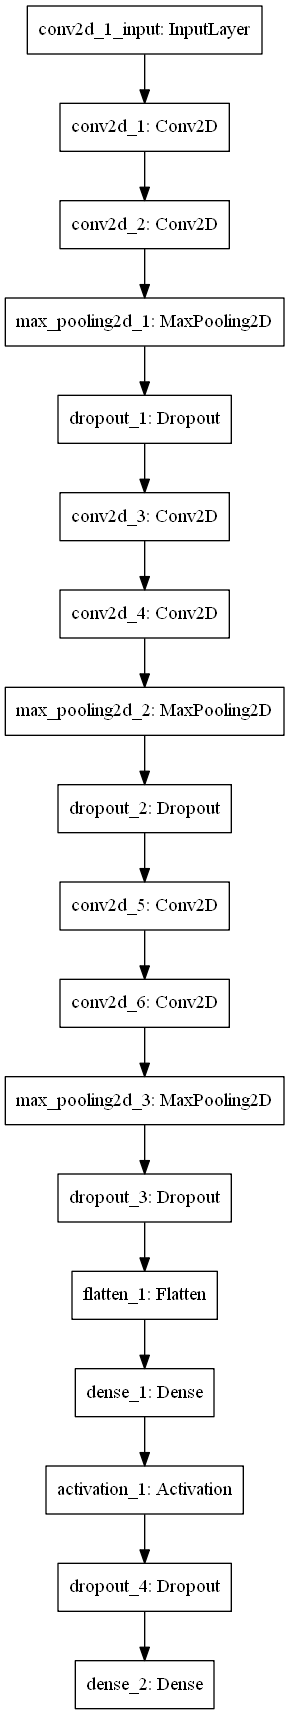 conv2d_1_input: InputLayer
conv2d_1: Conv2D
conv2d_2: Conv2D
max_pooling2d_1: MaxPooling2D
dropout_1: Dropout
conv2d_3: Conv2D
conv2d_4: Conv2D
max_pooling2d_2: MaxPooling2D
dropout_2: Dropout
conv2d_5: Conv2D
conv2d_6: Conv2D
max_pooling2d_3: MaxPooling2D
dropout_3: Dropout
flatten_1: Flatten
dense_1: Dense
activation_1: Activation
dropout_4: Dropout
dense_2: Dense